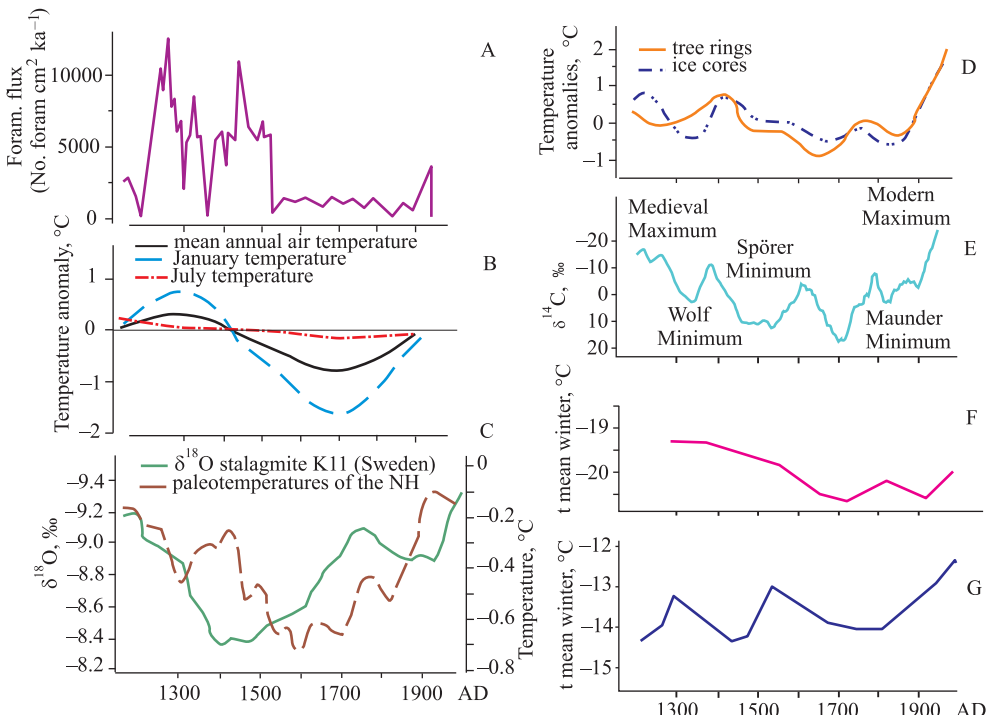 A
Foram. flux
(No. foram cm² ka⁻¹)
10000
5000
0
B
Temperature anomaly, °C
mean annual air temperature
January temperature
July temperature
1
0
–1
–2
C
δ¹⁸O stalagmite K11 (Sweden)
paleotemperatures of the NH
δ¹⁸O, ‰
–9.4
–9.2
–9.0
–8.8
–8.6
–8.4
–8.2
0
–0.2
–0.4
–0.6
–0.8
Temperature, °C
1300 1500 1700 1900 AD
D
Temperature
anomalies, °C
tree rings
ice cores
2
1
0
–1
E
δ¹⁴C, ‰
–20
–10
0
10
20
Medieval
Maximum
Wolf
Minimum
Spörer
Minimum
Maunder
Minimum
Modern
Maximum
F
t mean winter, °C
–19
–20
G
t mean winter, °C
–12
–13
–14
–15
1300 1500 1700 1900 AD